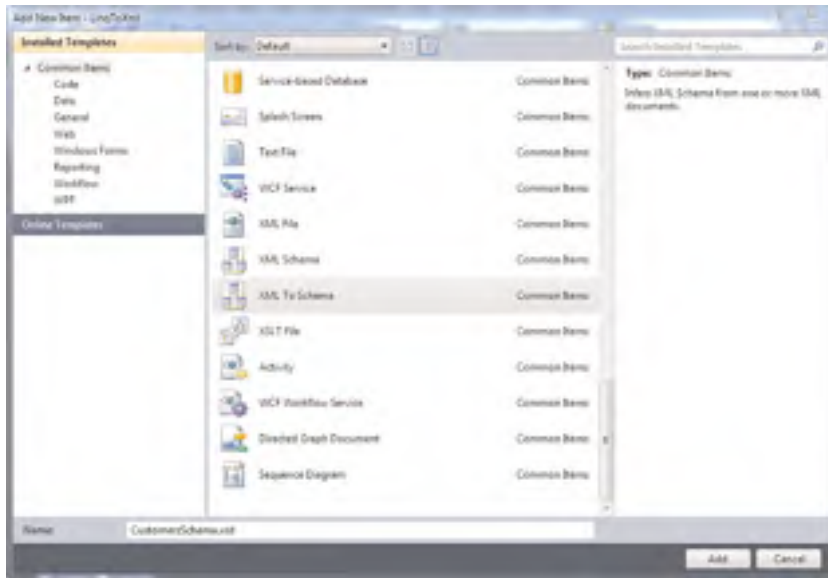 Add New Item - LinqToXml
Installed Templates
Common Items
Code
Data
General
Web
Windows Forms
Reporting
Workflow
WPF
Online Templates
Sort by: Default
Service-based Database Common Items
Splash Screen Common Items
Text File Common Items
WCF Service Common Items
XML File Common Items
XML Schema Common Items
XML To Schema Common Items
XSLT File Common Items
Activity Common Items
WCF Workflow Service Common Items
Directed Graph Document Common Items
Sequence Diagram Common Items
Search Installed Templates
Type: Common Items
Infers XML Schema from one or more XML
documents.
Name: CustomersSchema.xsd
Add Cancel